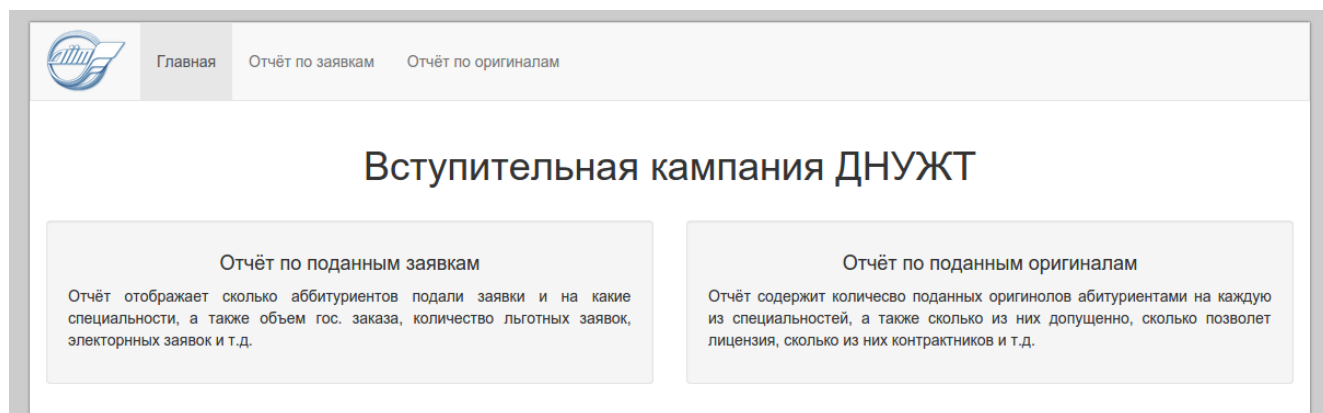 Главная Отчёт по заявкам Отчёт по оригиналам
Вступительная кампания ДНУЖТ
Отчёт по поданным заявкам
Отчёт отображает сколько аббитуриентов подали заявки и на какие
специальности, а также объем гос. заказа, количество льготных заявок,
электорнных заявок и т.д.
Отчёт по поданным оригиналам
Отчёт содержит количесво поданных оригинолов абитуриентами на каждую
из специальностей, а также сколько из них допущенно, сколько позволет
лицензия, сколько из них контрактников и т.д.